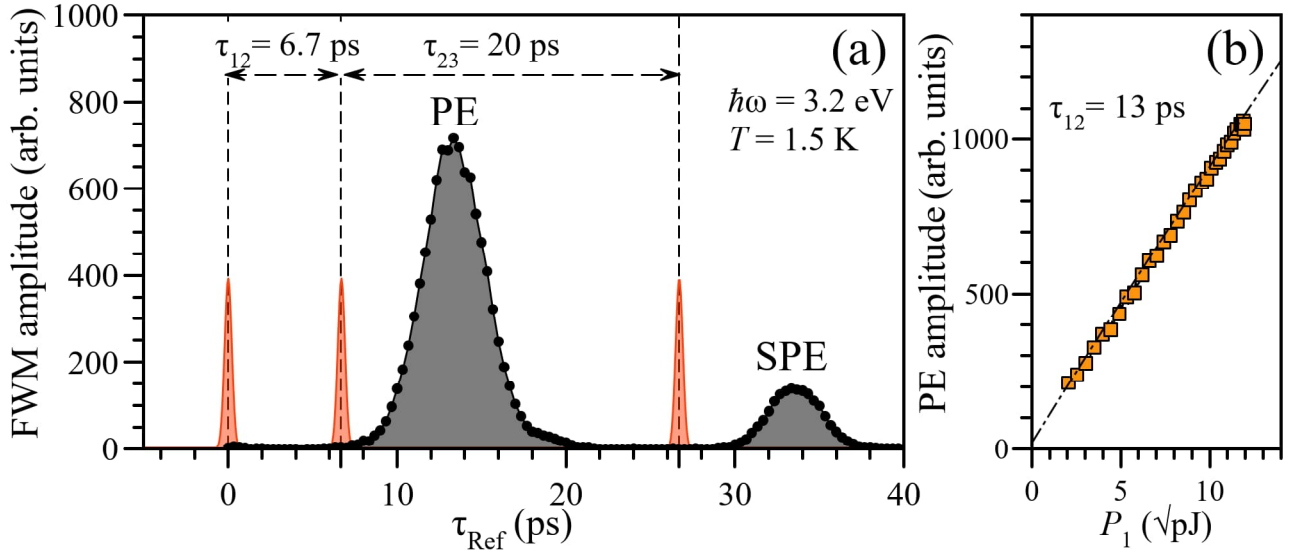 FWM amplitude (arb. units)
1000
800
600
400
200
0
τ₁₂= 6.7 ps
τ₂₃= 20 ps
(a)
PE
ħω = 3.2 eV
T = 1.5 K
SPE
0
10
20
30
40
τRef (ps)
PE amplitude (arb. units)
1000
500
0
(b)
τ₁₂= 13 ps
0
5
10
P₁ (√pJ)